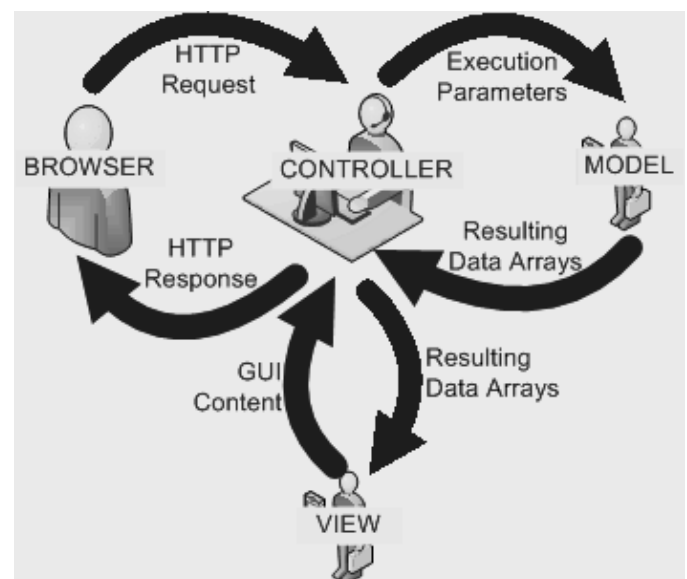 HTTP
Request
Execution
Parameters
BROWSER
CONTROLLER
MODEL
HTTP
Response
Resulting
Data Arrays
GUI
Content
Resulting
Data Arrays
VIEW